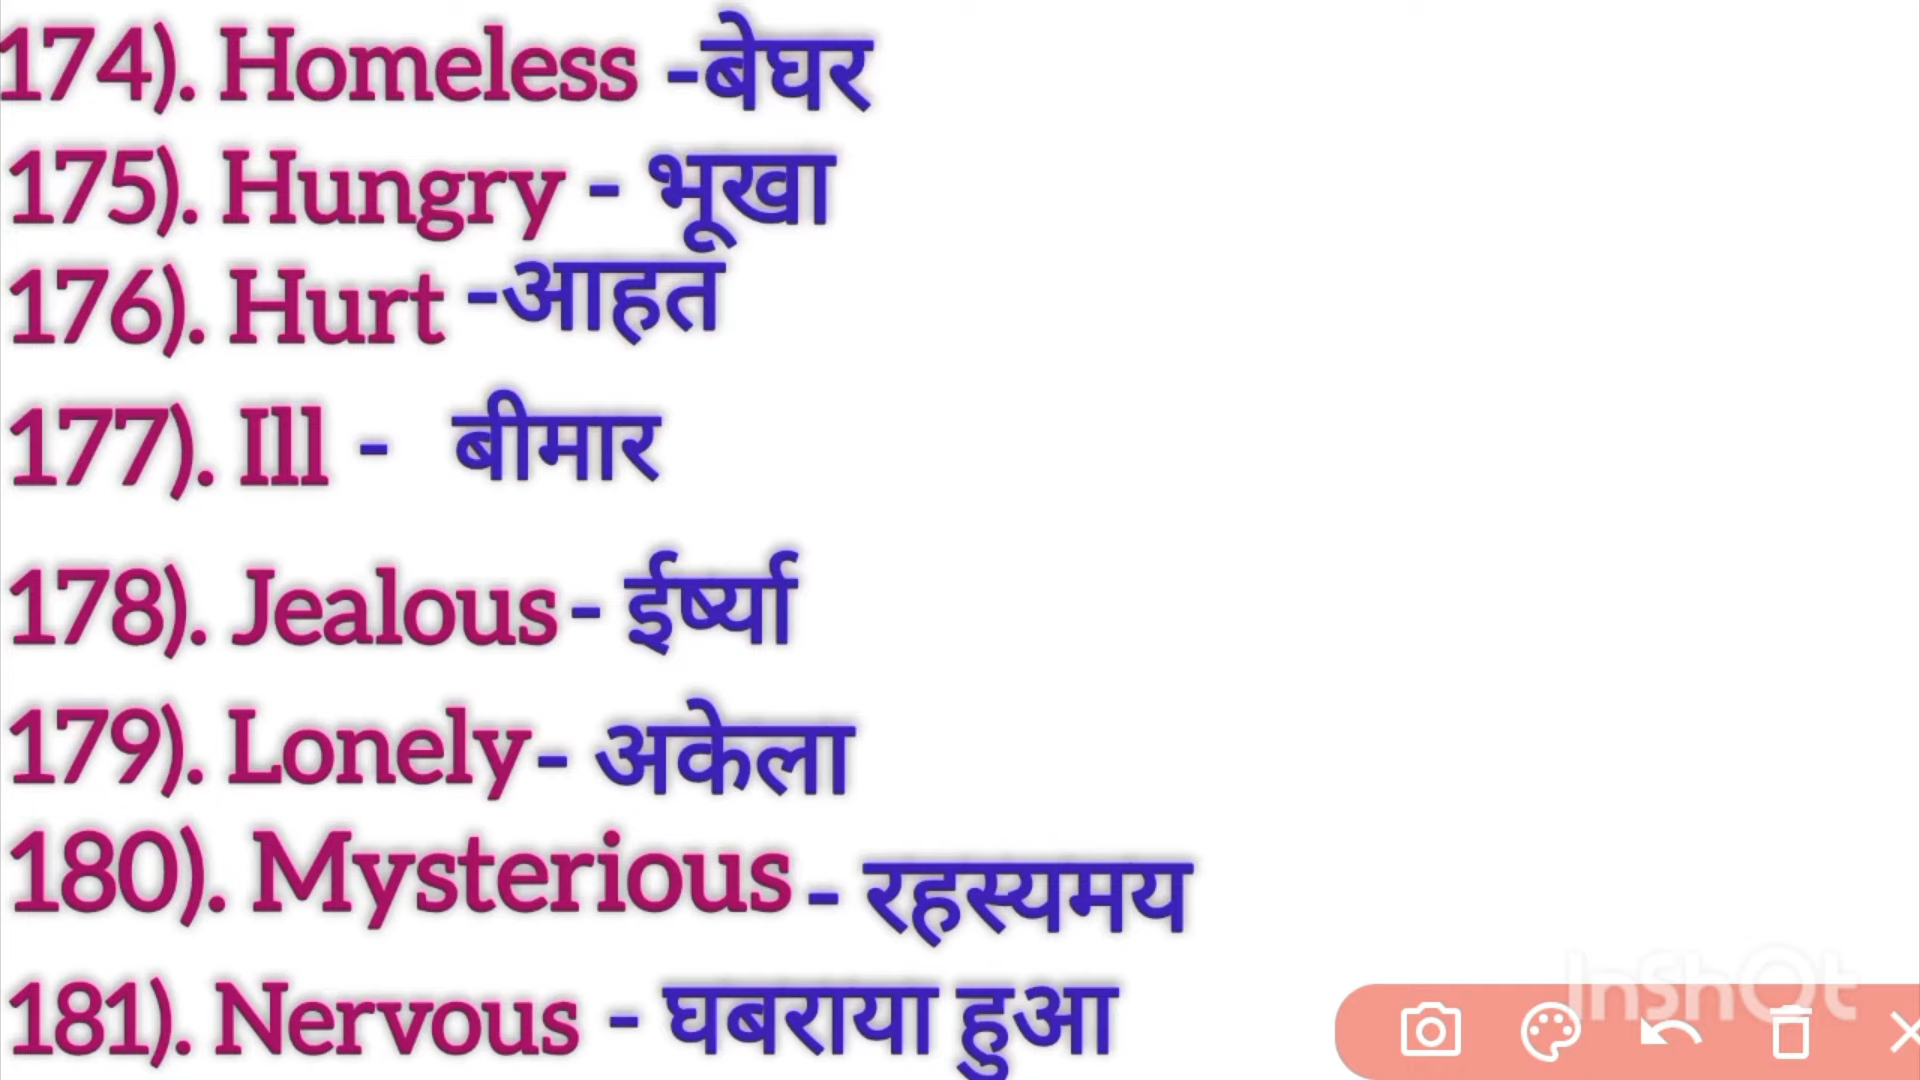 174). Homeless -बेघर
175). Hungry - भूखा
176). Hurt -आहत
177). Ill - बीमार
178). Jealous - ईर्ष्या
179). Lonely - अकेला
180). Mysterious - रहस्यमय
181). Nervous - घबराया हुआ
InShOt